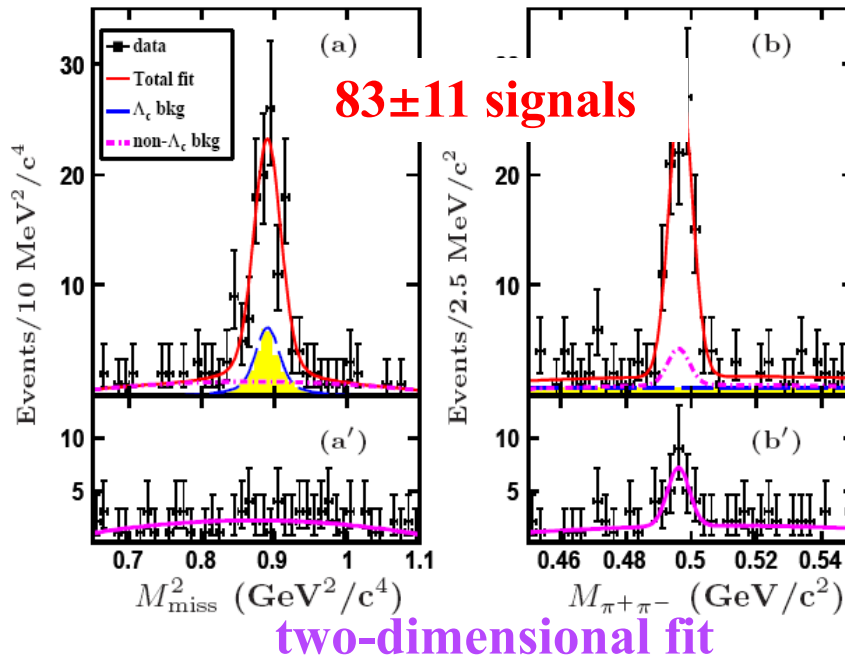 (a)
data
Total fit
Λc bkg
non-Λc bkg
Events/10 MeV²/c⁴
30
20
10
(a′)
10
5
0.7 0.8 0.9 1 1.1
M²miss (GeV²/c⁴)
(b)
83±11 signals
Events/2.5 MeV/c²
20
10
(b′)
10
5
0.46 0.48 0.5 0.52 0.54
Mπ⁺π⁻ (GeV/c²)
two-dimensional fit